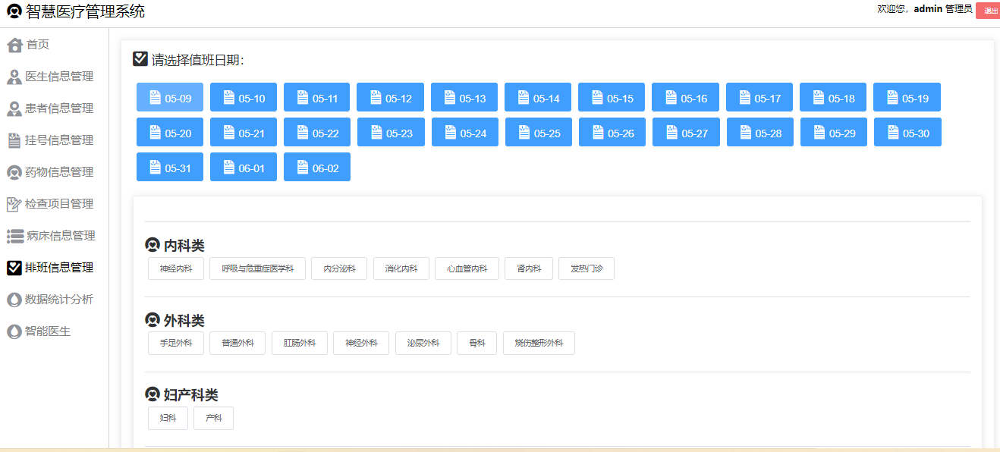 智慧医疗管理系统
欢迎您，admin 管理员 退出
首页
医生信息管理
患者信息管理
挂号信息管理
药物信息管理
检查项目管理
病床信息管理
排班信息管理
数据统计分析
智能医生
请选择值班日期：
05-09 05-10 05-11 05-12 05-13 05-14 05-15 05-16 05-17 05-18 05-19
05-20 05-21 05-22 05-23 05-24 05-25 05-26 05-27 05-28 05-29 05-30
05-31 06-01 06-02
内科类
神经内科 呼吸与危重症医学科 内分泌科 消化内科 心血管内科 肾内科 发热门诊
外科类
手足外科 普通外科 肛肠外科 神经外科 泌尿外科 骨科 烧伤整形外科
妇产科类
妇科 产科